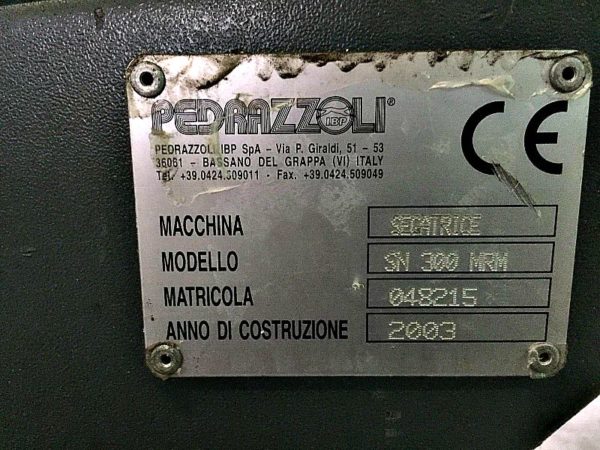 PEDRAZZOLI®
IBP
CE
PEDRAZZOLI IBP SpA - Via P. Giraldi, 51 - 53
36061 - BASSANO DEL GRAPPA (VI) ITALY
Tel. +39.0424.509011 - Fax. +39.0424.509049
MACCHINA SEGATRICE
MODELLO SN 300 MRM
MATRICOLA 048215
ANNO DI COSTRUZIONE 2003